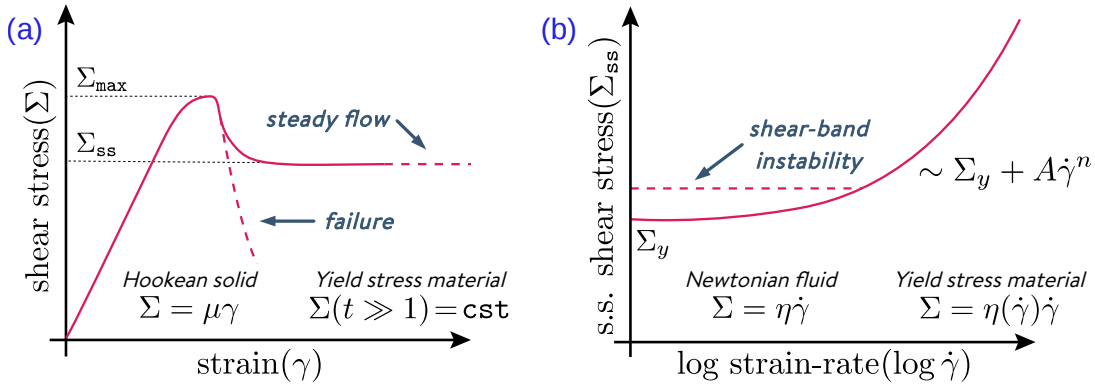 (a)
shear stress(Σ)
Σmax
Σss
steady flow
failure
Hookean solid
Σ = μγ
Yield stress material
Σ(t ≫ 1) = cst
strain(γ)
(b)
s.s. shear stress(Σss)
shear-band
instability
∼ Σy + Aγ̇ⁿ
Σy
Newtonian fluid
Σ = ηγ̇
Yield stress material
Σ = η(γ̇)γ̇
log strain-rate(log γ̇)